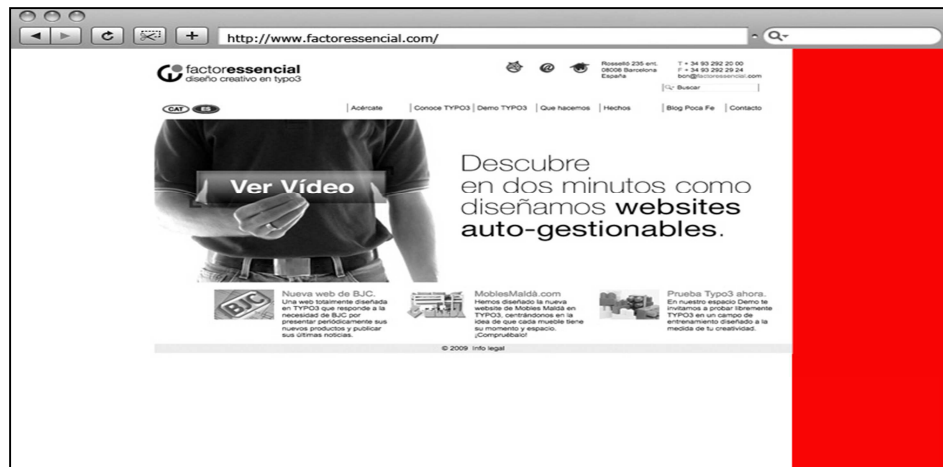 http://www.factoressencial.com/
factoressencial
diseño creativo en typo3
Rosselló 235 ent.
08008 Barcelona
España
T + 34 93 292 20 00
F + 34 93 292 29 24
bcn@factoressencial.com
Buscar
CAT ES
Acércate Conoce TYPO3 Demo TYPO3 Que hacemos Hechos Blog Poca Fe Contacto
Ver Vídeo
Descubre
en dos minutos como
diseñamos websites
auto-gestionables.
BJC
Nueva web de BJC.
Una web totalmente diseñada
en TYPO3 que responde a la
necesidad de BJC por
presentar periódicamente sus
nuevos productos y publicar
sus últimas noticias.
MoblesMaldà.com
Hemos diseñado la nueva
website de Mobles Maldà en
TYPO3, centrándonos en la
idea de que cada mueble tiene
su momento y espacio.
¡Compruébalo!
Prueba Typo3 ahora.
En nuestro espacio Demo te
invitamos a probar libremente
TYPO3 en un campo de
entrenamiento diseñado a la
medida de tu creatividad.
© 2009 Info legal